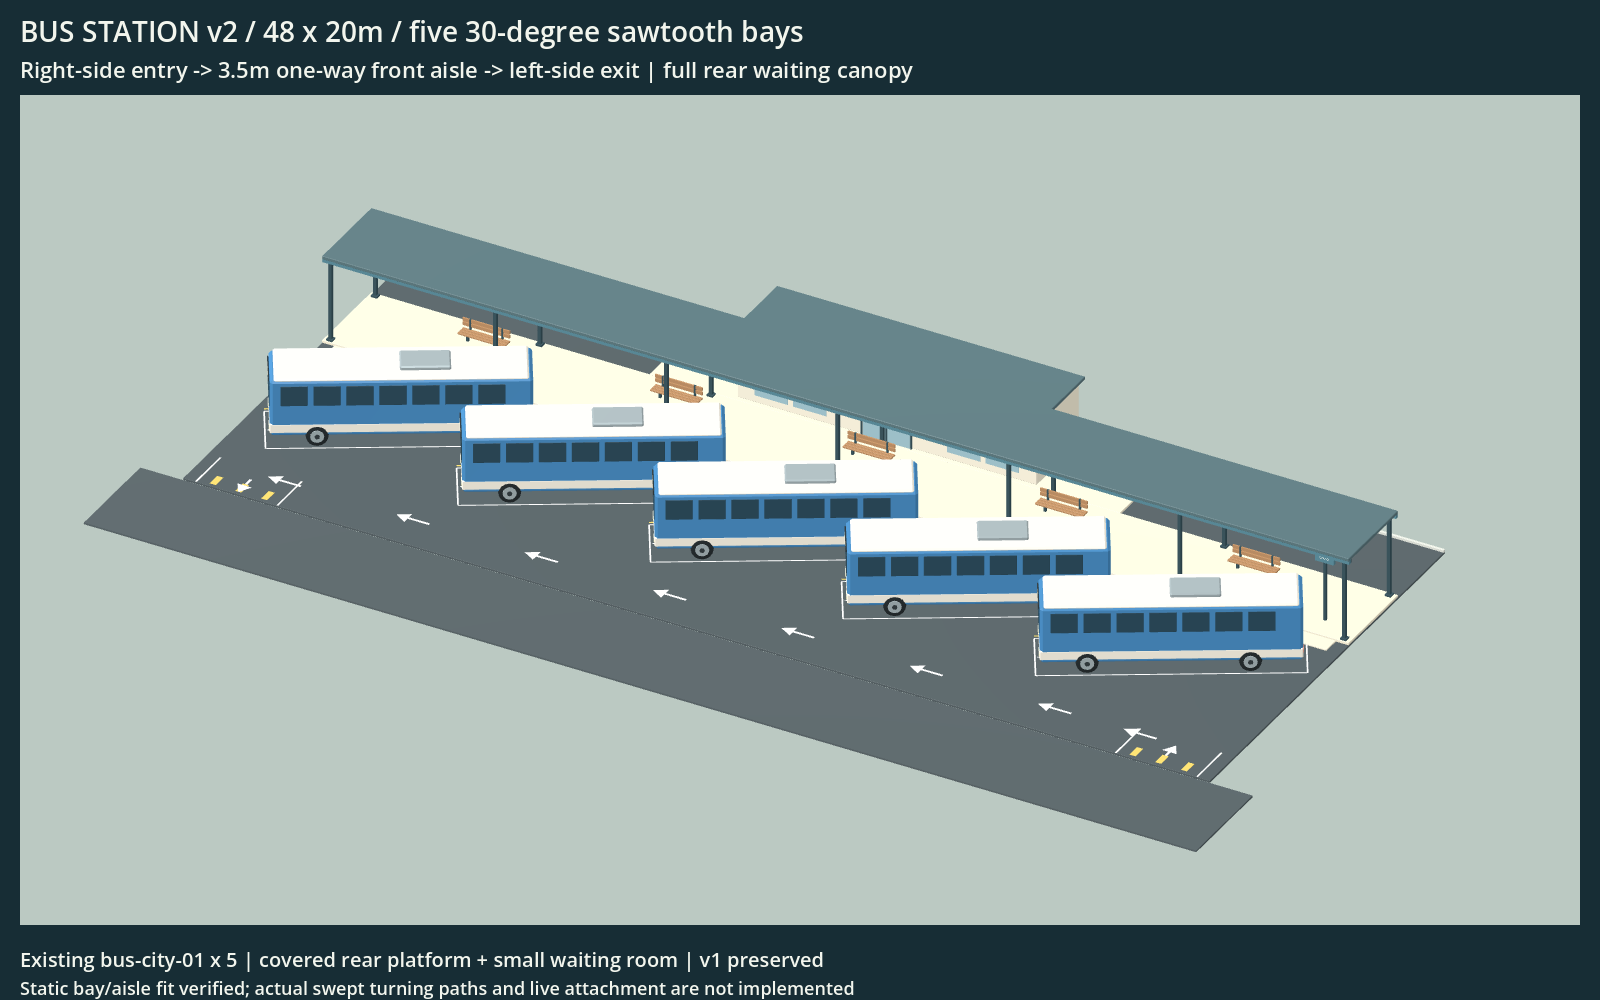 BUS STATION v2 / 48 x 20m / five 30-degree sawtooth bays
Right-side entry -> 3.5m one-way front aisle -> left-side exit | full rear waiting canopy
Existing bus-city-01 x 5 | covered rear platform + small waiting room | v1 preserved
Static bay/aisle fit verified; actual swept turning paths and live attachment are not implemented